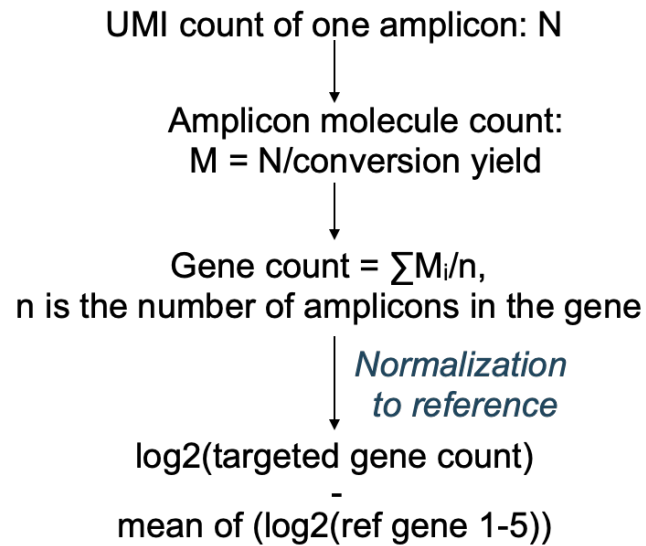 UMI count of one amplicon: N
Amplicon molecule count:
M = N/conversion yield
Gene count = ∑Mᵢ/n,
n is the number of amplicons in the gene
Normalization
to reference
log2(targeted gene count)
-
mean of (log2(ref gene 1-5))